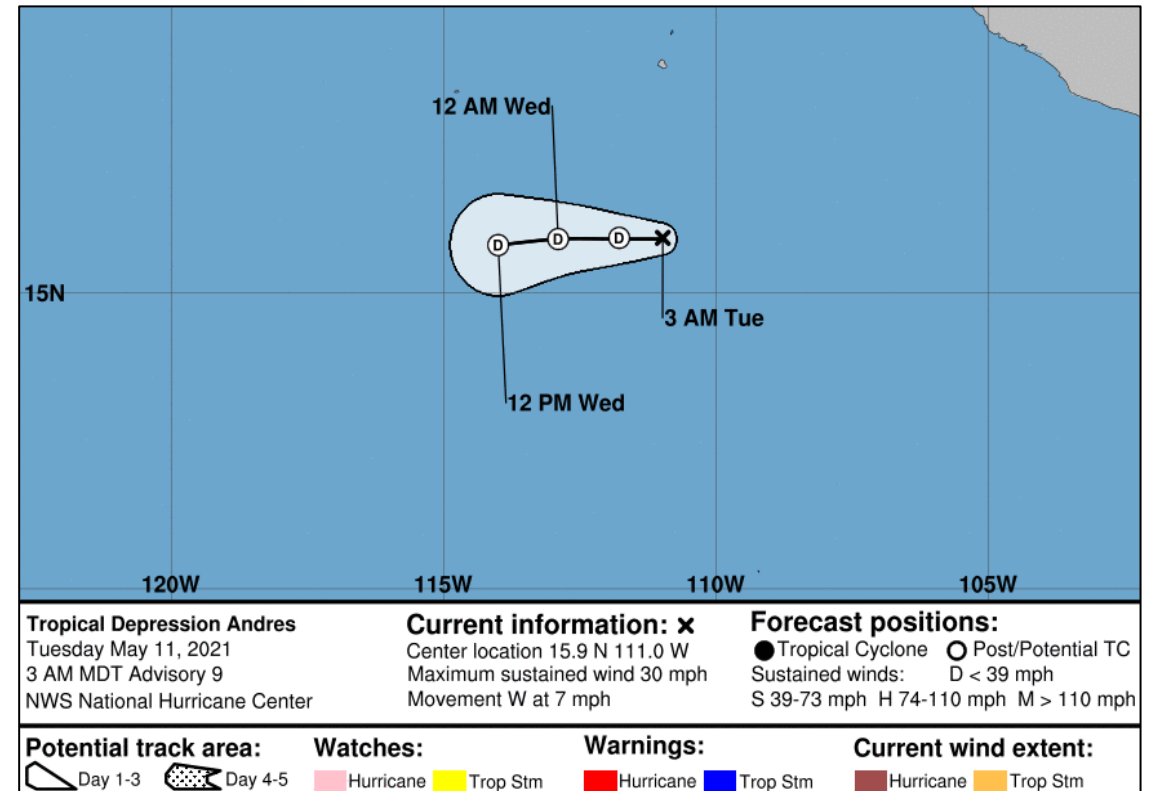 12 AM Wed
D D D
15N
3 AM Tue
12 PM Wed
120W 115W 110W 105W
Tropical Depression Andres
Tuesday May 11, 2021
3 AM MDT Advisory 9
NWS National Hurricane Center
Current information: ×
Center location 15.9 N 111.0 W
Maximum sustained wind 30 mph
Movement W at 7 mph
Forecast positions:
Tropical Cyclone Post/Potential TC
Sustained winds: D < 39 mph
S 39-73 mph H 74-110 mph M > 110 mph
Potential track area:
Day 1-3 Day 4-5
Watches:
Hurricane Trop Stm
Warnings:
Hurricane Trop Stm
Current wind extent:
Hurricane Trop Stm